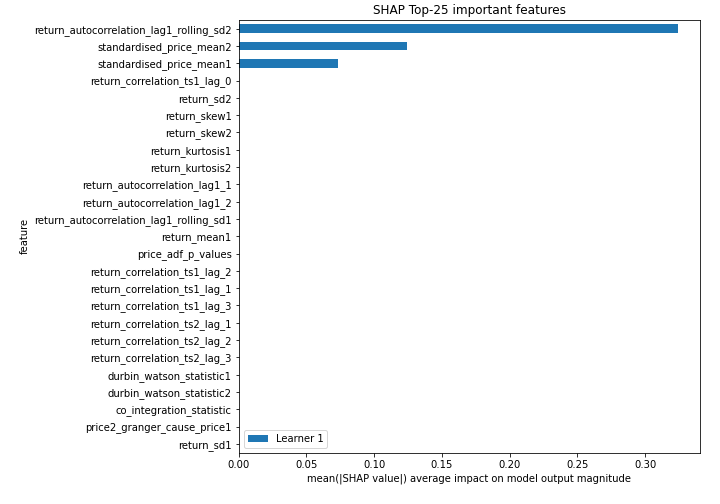 SHAP Top-25 important features
return_autocorrelation_lag1_rolling_sd2
standardised_price_mean2
standardised_price_mean1
return_correlation_ts1_lag_0
return_sd2
return_skew1
return_skew2
return_kurtosis1
return_kurtosis2
return_autocorrelation_lag1_1
return_autocorrelation_lag1_2
return_autocorrelation_lag1_rolling_sd1
return_mean1
price_adf_p_values
return_correlation_ts1_lag_2
return_correlation_ts1_lag_1
return_correlation_ts1_lag_3
return_correlation_ts2_lag_1
return_correlation_ts2_lag_2
return_correlation_ts2_lag_3
durbin_watson_statistic1
durbin_watson_statistic2
co_integration_statistic
price2_granger_cause_price1
return_sd1
feature
Learner 1
0.00 0.05 0.10 0.15 0.20 0.25 0.30
mean(|SHAP value|) average impact on model output magnitude